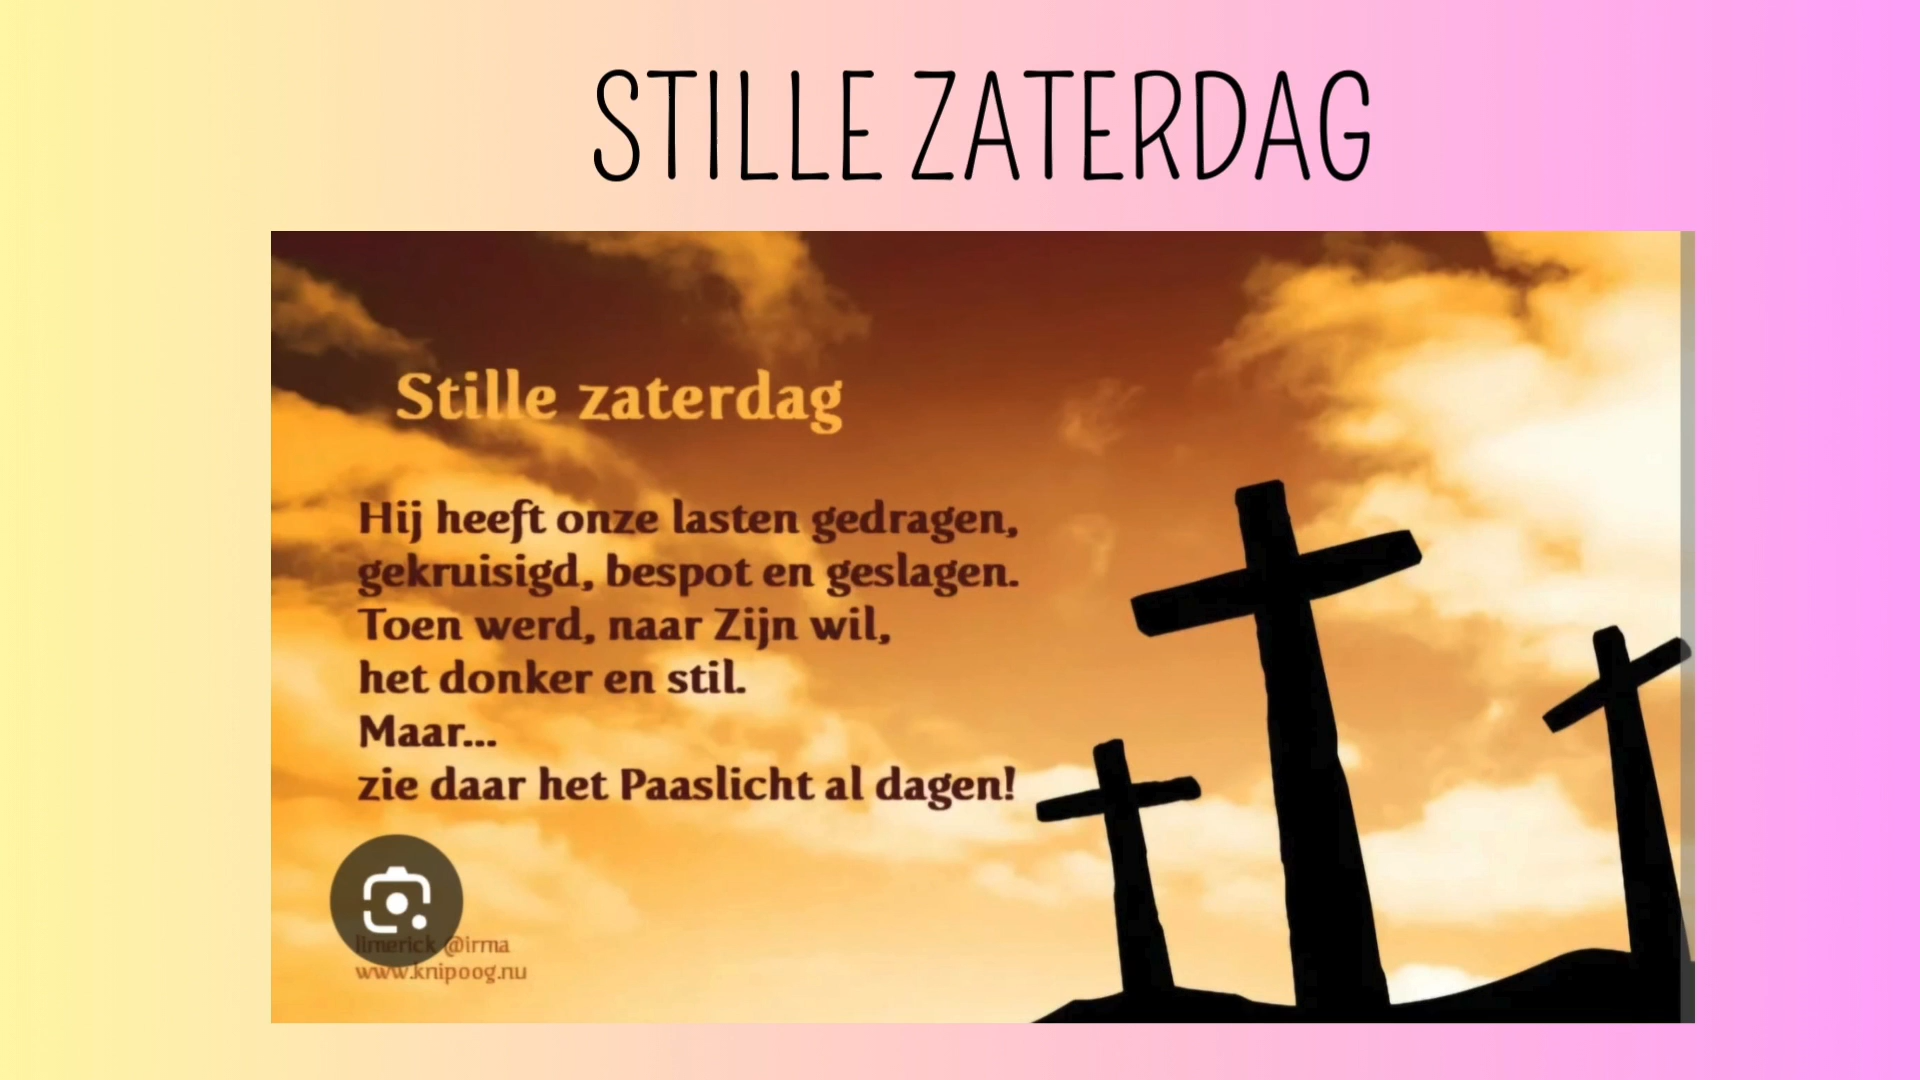 STILLE ZATERDAG
Stille zaterdag
Hij heeft onze lasten gedragen,
gekruisigd, bespot en geslagen.
Toen werd, naar Zijn wil,
het donker en stil.
Maar...
zie daar het Paaslicht al dagen!
limerick @irma
www.knipoog.nu